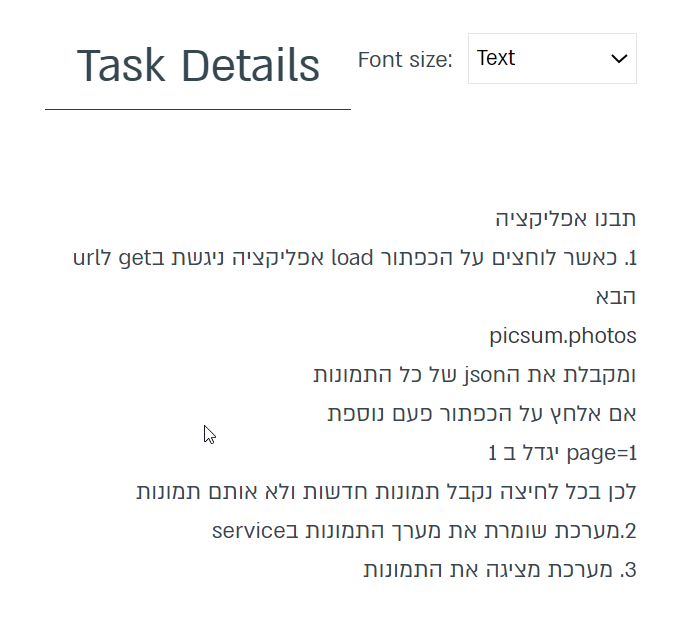 Task Details
Font size:
Text
תבנו אפליקציה
1. כאשר לוחצים על הכפתור load אפליקציה ניגשת בget לurl
הבא
picsum.photos
ומקבלת את הjson של כל התמונות
אם אלחץ על הכפתור פעם נוספת
page=1 יגדל ב 1
לכן בכל לחיצה נקבל תמונות חדשות ולא אותם תמונות
2.מערכת שומרת את מערך התמונות בservice
3. מערכת מציגה את התמונות